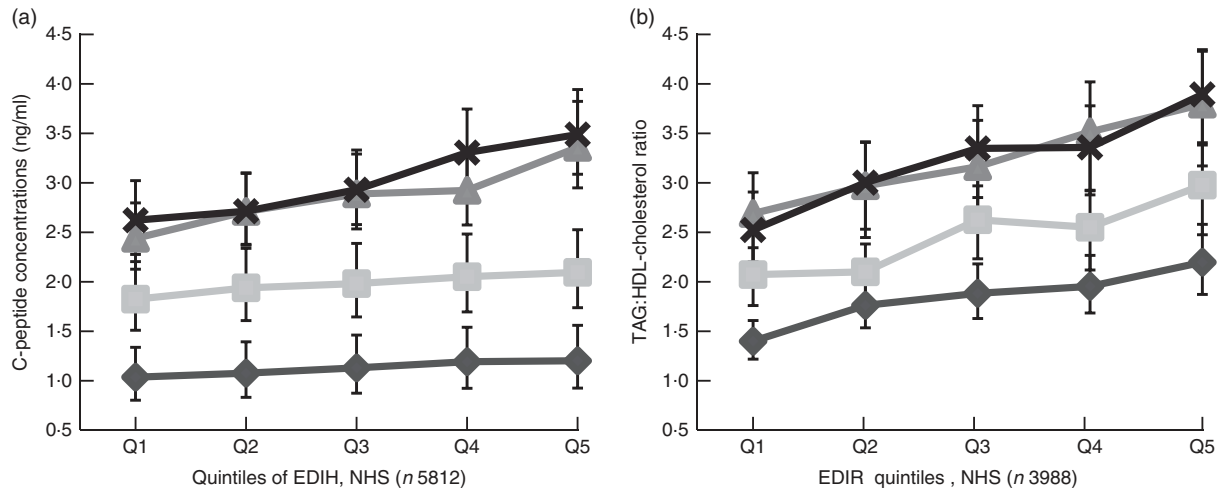 (a)
4·5
4·0
3·5
3·0
2·5
2·0
1·5
1·0
0·5
C-peptide concentrations (ng/ml)
Q1 Q2 Q3 Q4 Q5
Quintiles of EDIH, NHS (n 5812)
(b)
4·5
4·0
3·5
3·0
2·5
2·0
1·5
1·0
0·5
TAG:HDL-cholesterol ratio
Q1 Q2 Q3 Q4 Q5
EDIR quintiles , NHS (n 3988)